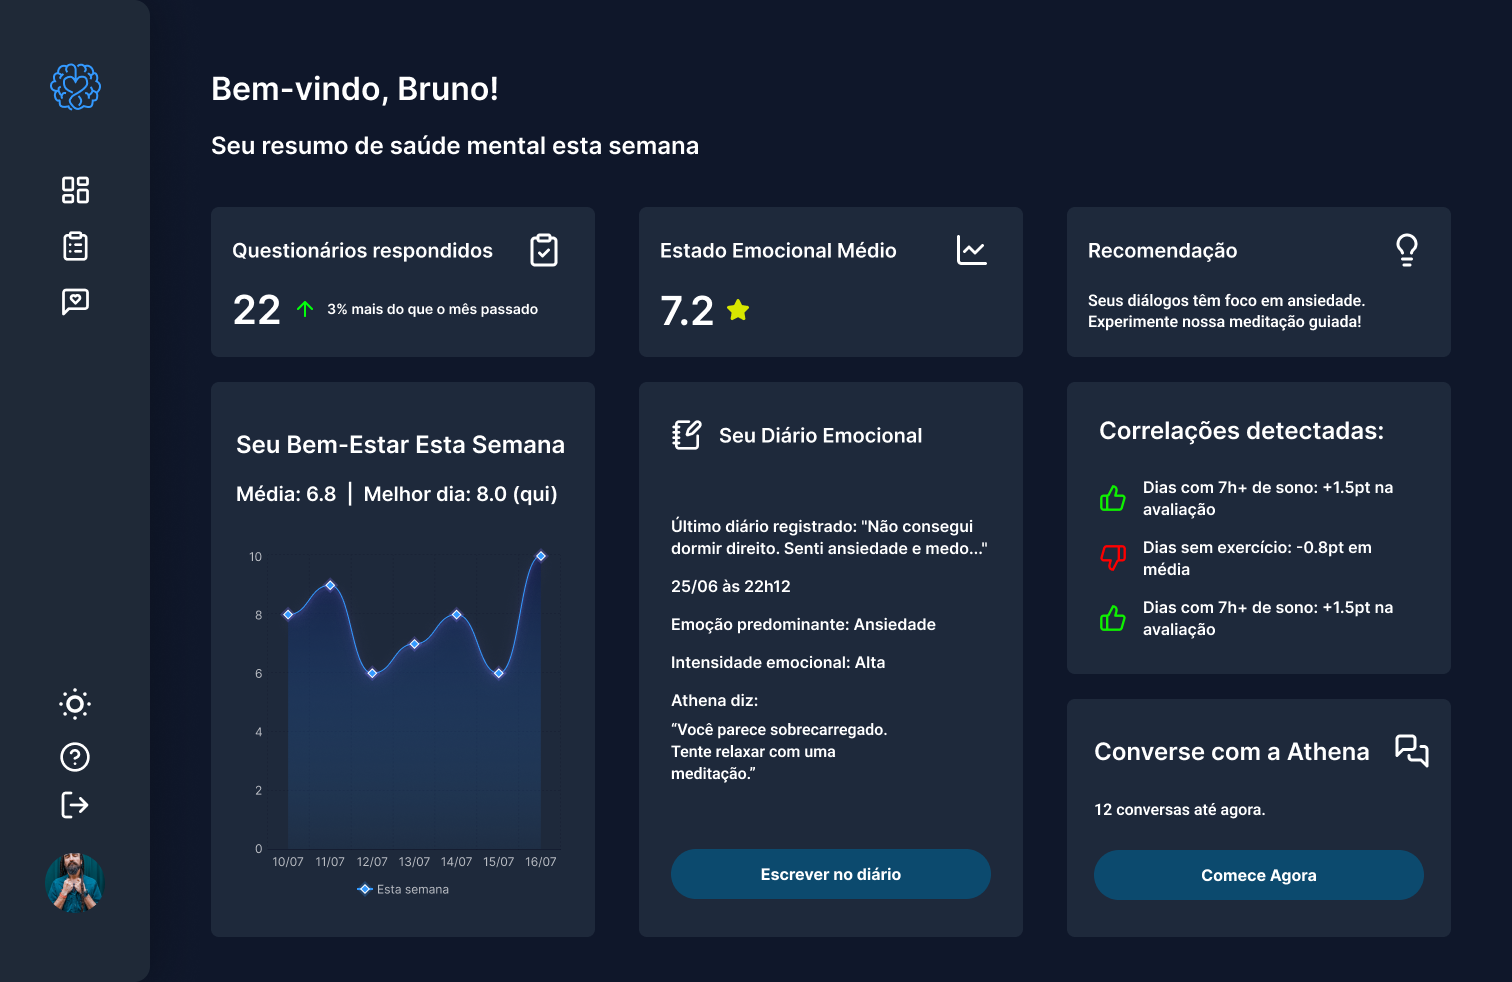 Bem-vindo, Bruno!
Seu resumo de saúde mental esta semana
Questionários respondidos
22
3% mais do que o mês passado
Estado Emocional Médio
7.2
Recomendação
Seus diálogos têm foco em ansiedade.
Experimente nossa meditação guiada!
Seu Bem-Estar Esta Semana
Média: 6.8 | Melhor dia: 8.0 (qui)
10
8
6
4
2
0
10/07 11/07 12/07 13/07 14/07 15/07 16/07
Esta semana
Seu Diário Emocional
Último diário registrado: "Não consegui
dormir direito. Senti ansiedade e medo..."
25/06 às 22h12
Emoção predominante: Ansiedade
Intensidade emocional: Alta
Athena diz:
“Você parece sobrecarregado.
Tente relaxar com uma
meditação.”
Escrever no diário
Correlações detectadas:
Dias com 7h+ de sono: +1.5pt na
avaliação
Dias sem exercício: -0.8pt em
média
Dias com 7h+ de sono: +1.5pt na
avaliação
Converse com a Athena
12 conversas até agora.
Comece Agora